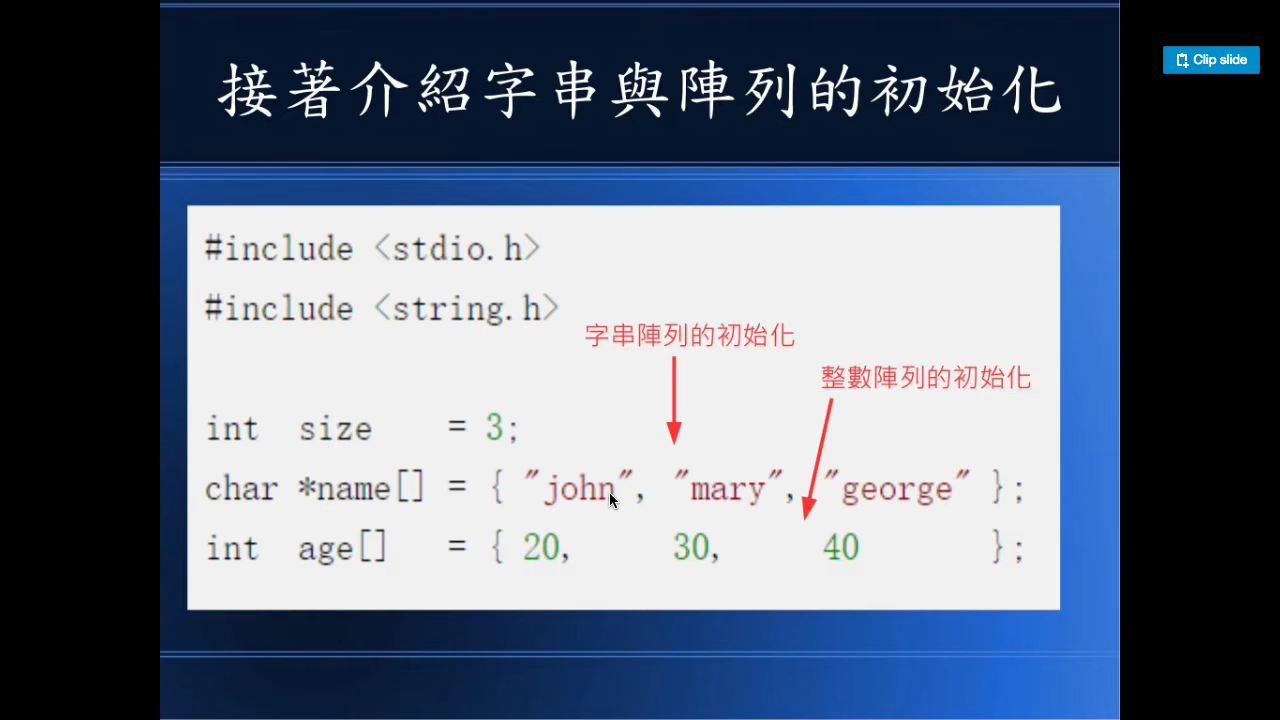 Clip slide
接著介紹字串與陣列的初始化
#include <stdio.h>
#include <string.h>
字串陣列的初始化
整數陣列的初始化
int  size    = 3;
char *name[] = { "john", "mary", "george" };
int  age[]   = { 20,     30,     40      };